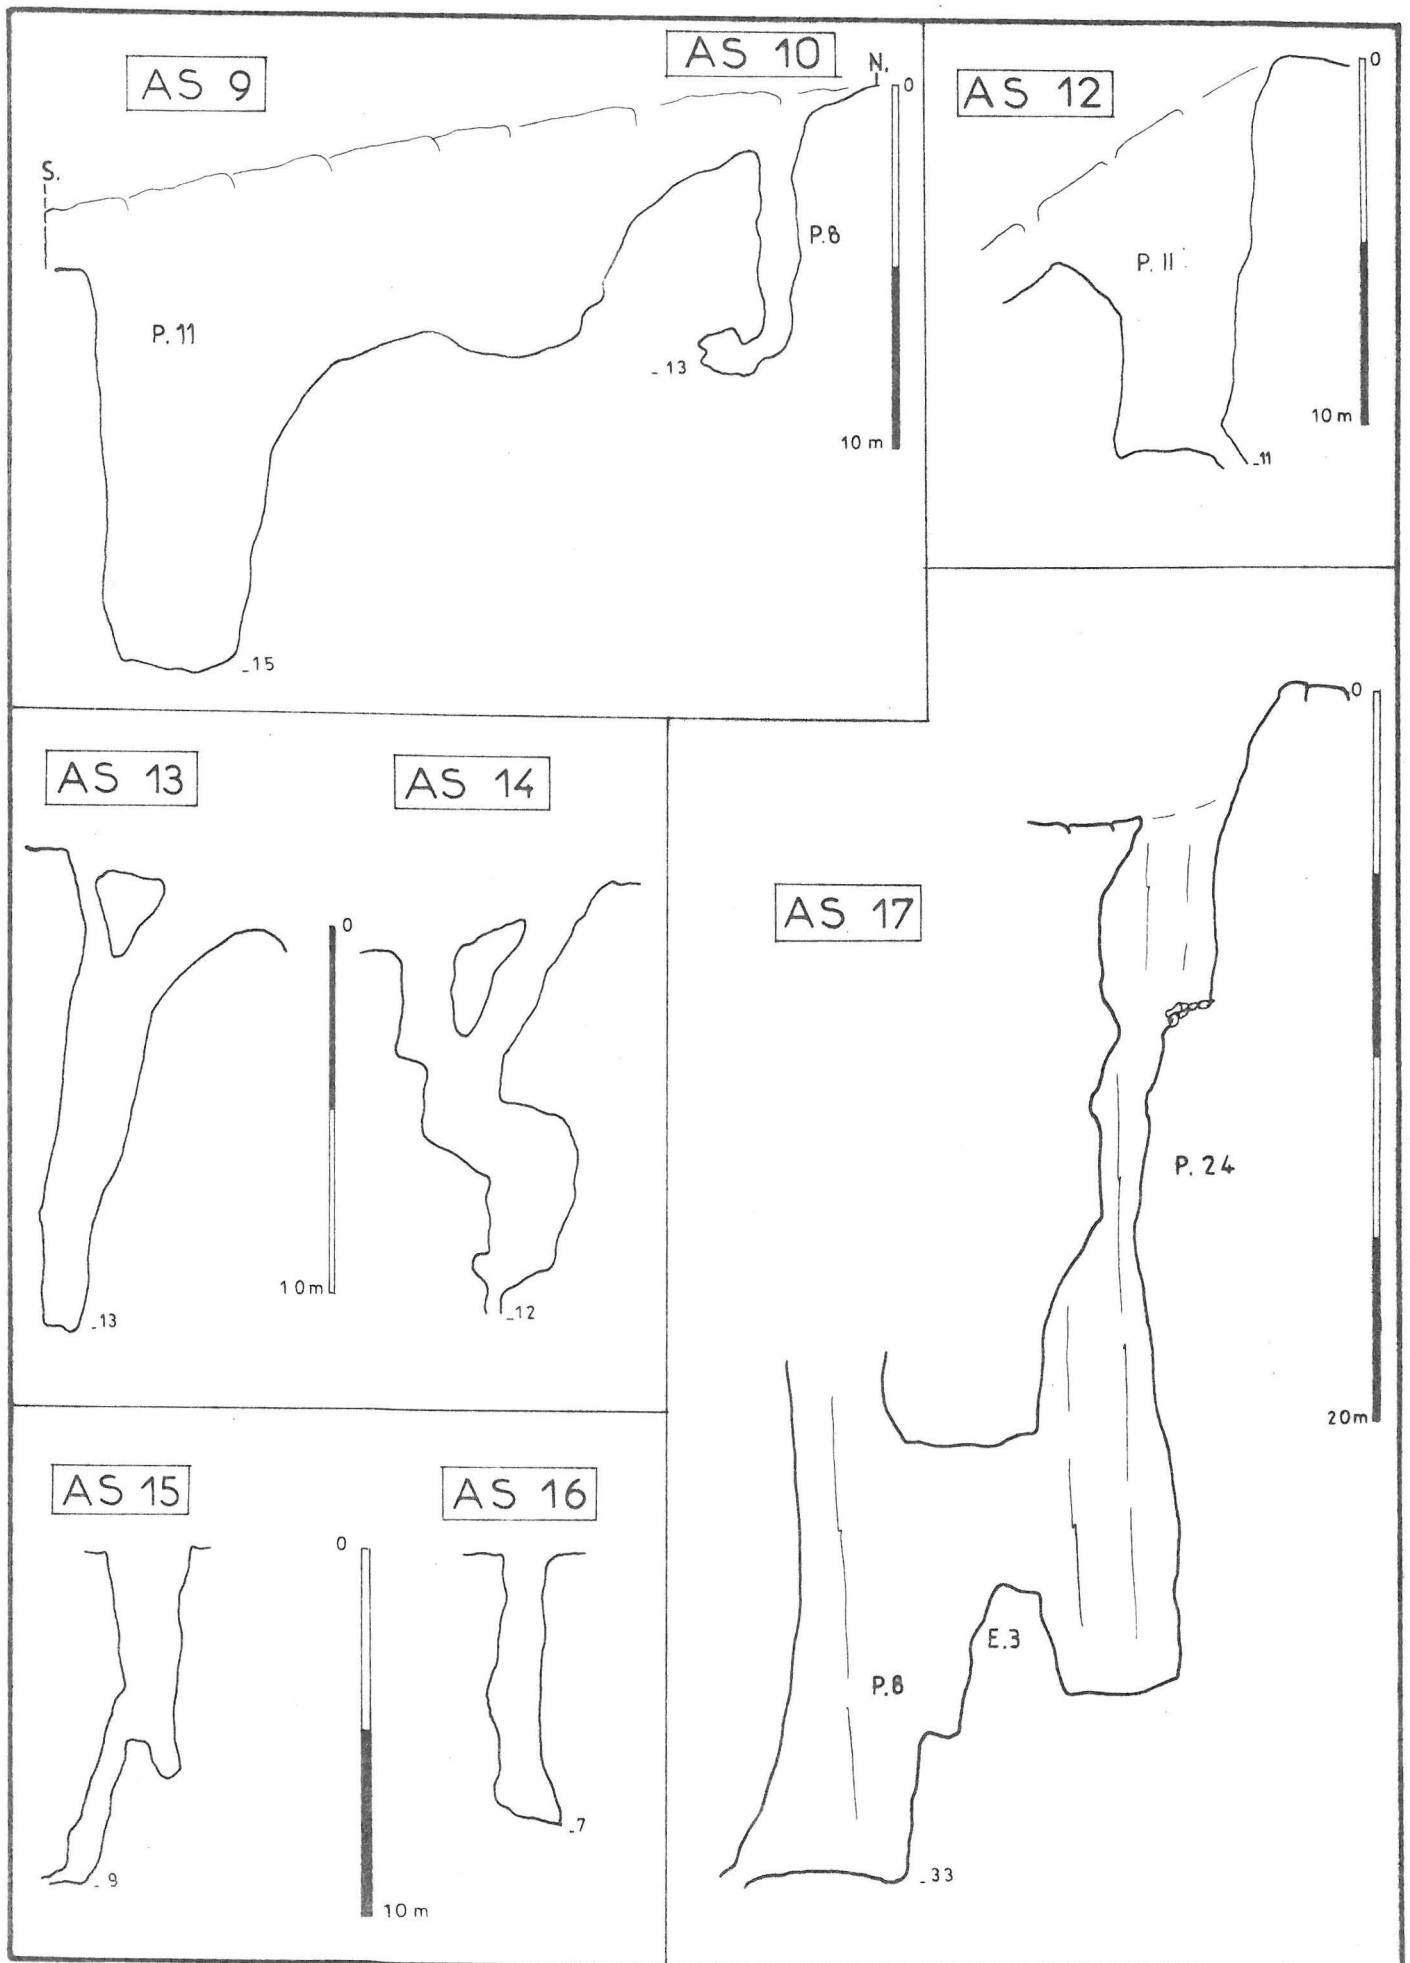 AS 9
AS 10
N.
0
S.
P.8
P.11
_13
10 m
_15
AS 12
0
P.11
10 m
_11
AS 13
AS 14
0
10m
_13
_12
AS 17
0
P.24
20m
E.3
P.8
_33
AS 15
AS 16
0
_7
_9
10 m